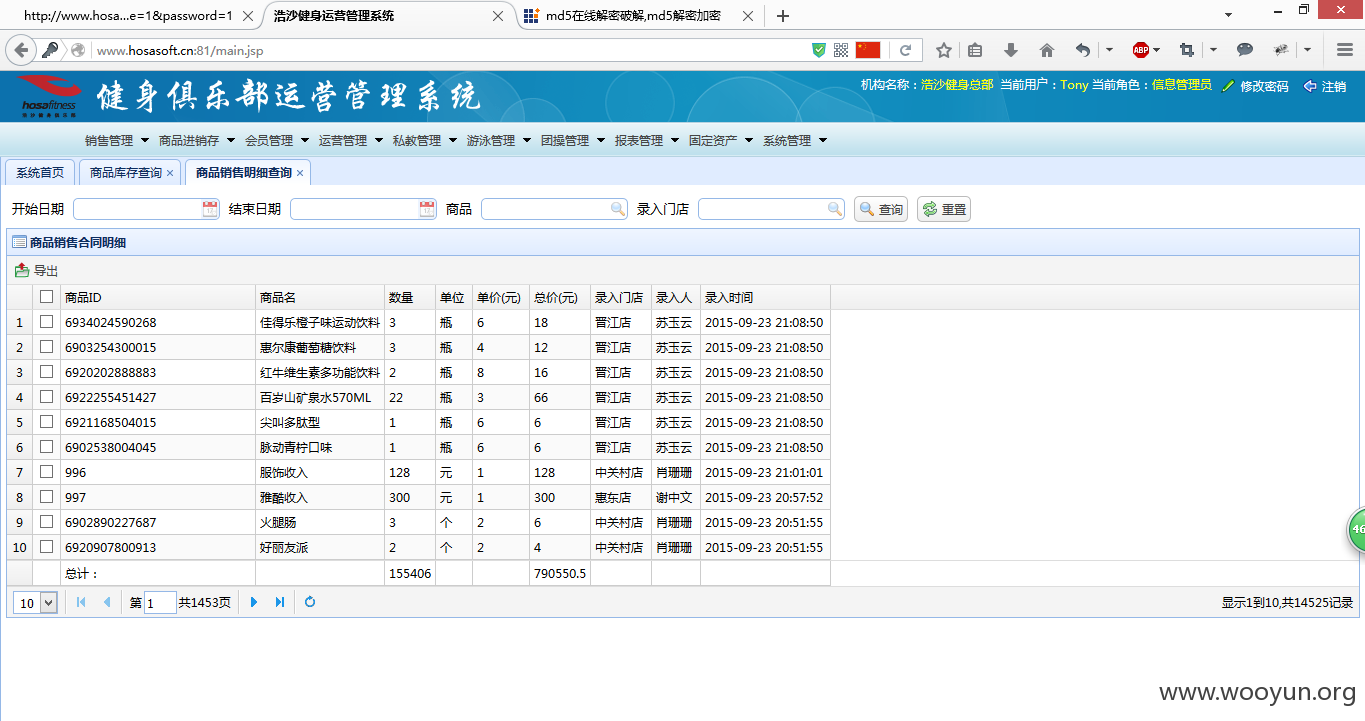 http://www.hosa...e=1&password=1
浩沙健身运营管理系统
md5在线解密破解,md5解密加密
www.hosasoft.cn:81/main.jsp
ABP
hosafitness
浩沙健身俱乐部
健身俱乐部运营管理系统
机构名称：浩沙健身总部 当前用户：Tony 当前角色：信息管理员 修改密码 注销
销售管理 商品进销存 会员管理 运营管理 私教管理 游泳管理 团操管理 报表管理 固定资产 系统管理
系统首页 商品库存查询 × 商品销售明细查询 ×
开始日期 结束日期 商品 录入门店 查询 重置
商品销售合同明细
导出
商品ID 商品名 数量 单位 单价(元) 总价(元) 录入门店 录入人 录入时间
1 6934024590268 佳得乐橙子味运动饮料 3 瓶 6 18 晋江店 苏玉云 2015-09-23 21:08:50
2 6903254300015 惠尔康葡萄糖饮料 3 瓶 4 12 晋江店 苏玉云 2015-09-23 21:08:50
3 6920202888883 红牛维生素多功能饮料 2 瓶 8 16 晋江店 苏玉云 2015-09-23 21:08:50
4 6922255451427 百岁山矿泉水570ML 22 瓶 3 66 晋江店 苏玉云 2015-09-23 21:08:50
5 6921168504015 尖叫多肽型 1 瓶 6 6 晋江店 苏玉云 2015-09-23 21:08:50
6 6902538004045 脉动青柠口味 1 瓶 6 6 晋江店 苏玉云 2015-09-23 21:08:50
7 996 服饰收入 128 元 1 128 中关村店 肖珊珊 2015-09-23 21:01:01
8 997 雅酷收入 300 元 1 300 惠东店 谢中文 2015-09-23 20:57:52
9 6902890227687 火腿肠 3 个 2 6 中关村店 肖珊珊 2015-09-23 20:51:55
10 6920907800913 好丽友派 2 个 2 4 中关村店 肖珊珊 2015-09-23 20:51:55
总计： 155406 790550.5
10 第 1 共1453页 显示1到10,共14525记录
46
www.wooyun.org